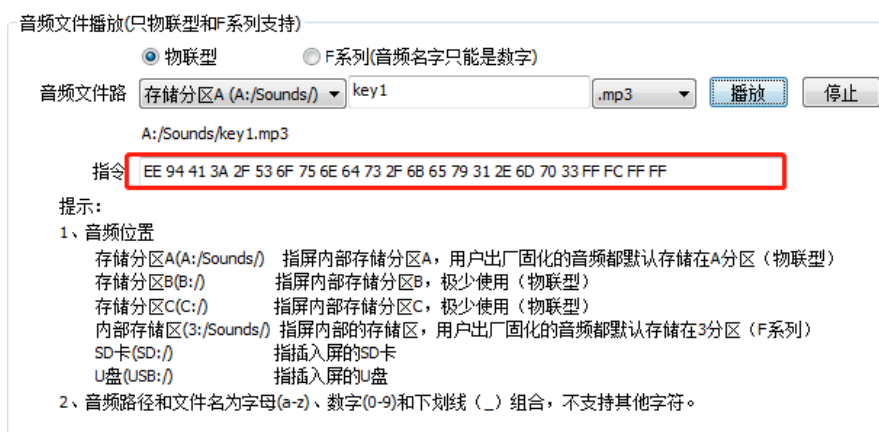 音频文件播放(只物联型和F系列支持)
物联型 F系列(音频名字只能是数字)
音频文件路 存储分区A (A:/Sounds/) key1 .mp3 播放 停止
A:/Sounds/key1.mp3
指令 EE 94 41 3A 2F 53 6F 75 6E 64 73 2F 6B 65 79 31 2E 6D 70 33 FF FC FF FF
提示:
1、音频位置
存储分区A(A:/Sounds/) 指屏内部存储分区A，用户出厂固化的音频都默认存储在A分区（物联型）
存储分区B(B:/) 指屏内部存储分区B，极少使用（物联型）
存储分区C(C:/) 指屏内部存储分区C，极少使用（物联型）
内部存储区(3:/Sounds/) 指屏内部的存储区，用户出厂固化的音频都默认存储在3分区（F系列）
SD卡(SD:/) 指插入屏的SD卡
U盘(USB:/) 指插入屏的U盘
2、音频路径和文件名为字母(a-z)、数字(0-9)和下划线（_）组合，不支持其他字符。